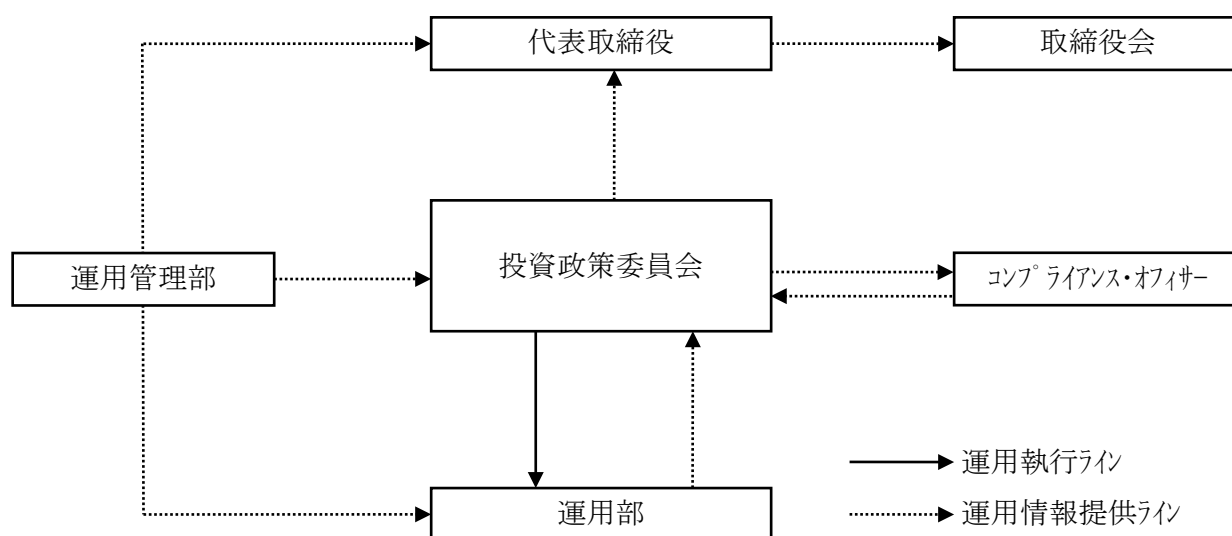 代表取締役
取締役会
投資政策委員会
運用管理部
ｺﾝﾌﾟﾗｲｱﾝｽ・ｵﾌｨｻｰ
運用執行ﾗｲﾝ
運用部
運用情報提供ﾗｲﾝ